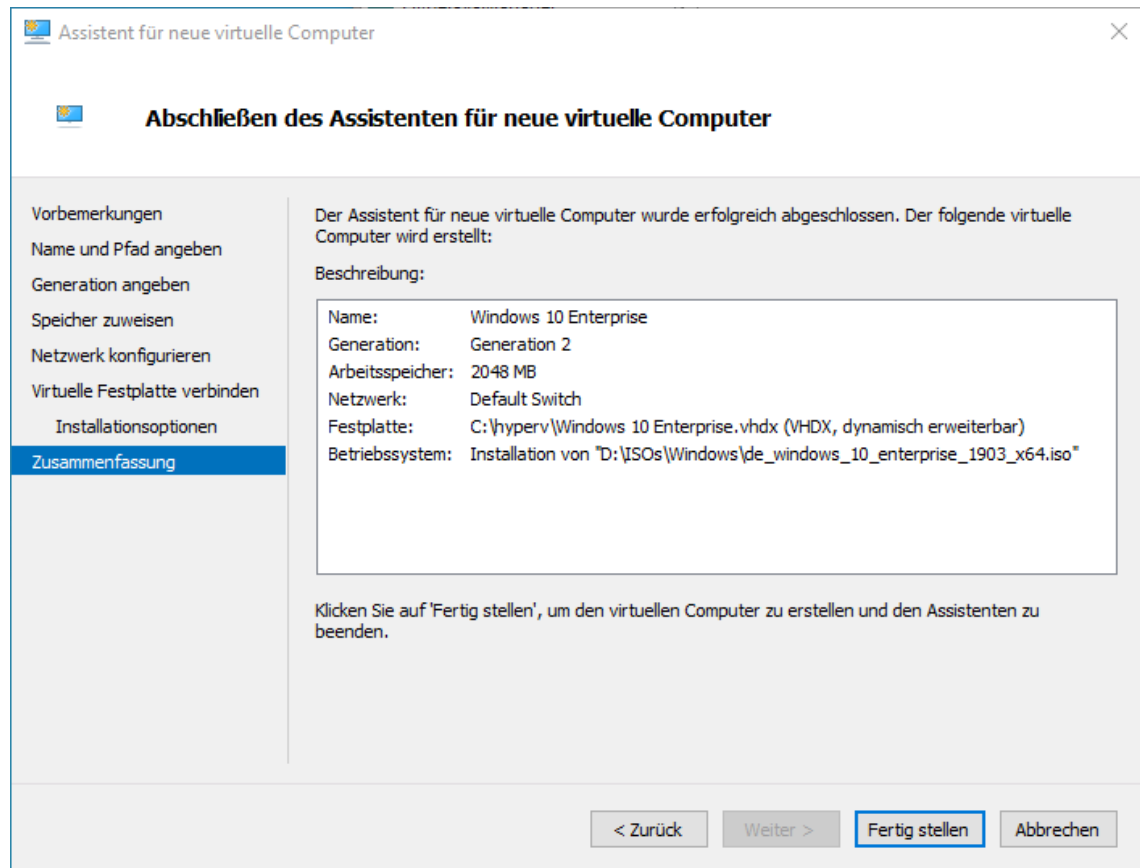 Assistent für neue virtuelle Computer
Abschließen des Assistenten für neue virtuelle Computer
Vorbemerkungen
Name und Pfad angeben
Generation angeben
Speicher zuweisen
Netzwerk konfigurieren
Virtuelle Festplatte verbinden
Installationsoptionen
Zusammenfassung
Der Assistent für neue virtuelle Computer wurde erfolgreich abgeschlossen. Der folgende virtuelle
Computer wird erstellt:
Beschreibung:
Name: Windows 10 Enterprise
Generation: Generation 2
Arbeitsspeicher: 2048 MB
Netzwerk: Default Switch
Festplatte: C:\hyperv\Windows 10 Enterprise.vhdx (VHDX, dynamisch erweiterbar)
Betriebssystem: Installation von "D:\ISOs\Windows\de_windows_10_enterprise_1903_x64.iso"
Klicken Sie auf 'Fertig stellen', um den virtuellen Computer zu erstellen und den Assistenten zu
beenden.
< Zurück
Weiter >
Fertig stellen
Abbrechen